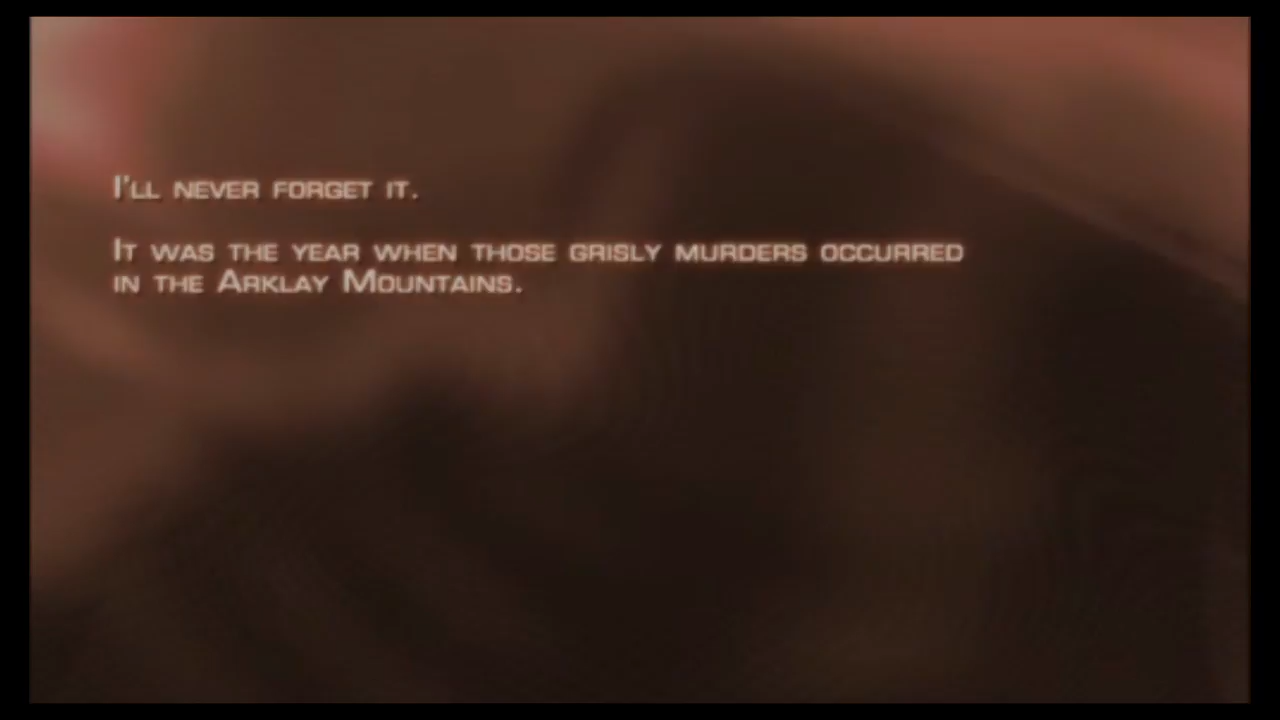 I'll never forget it.
It was the year when those grisly murders occurred
in the Arklay Mountains.